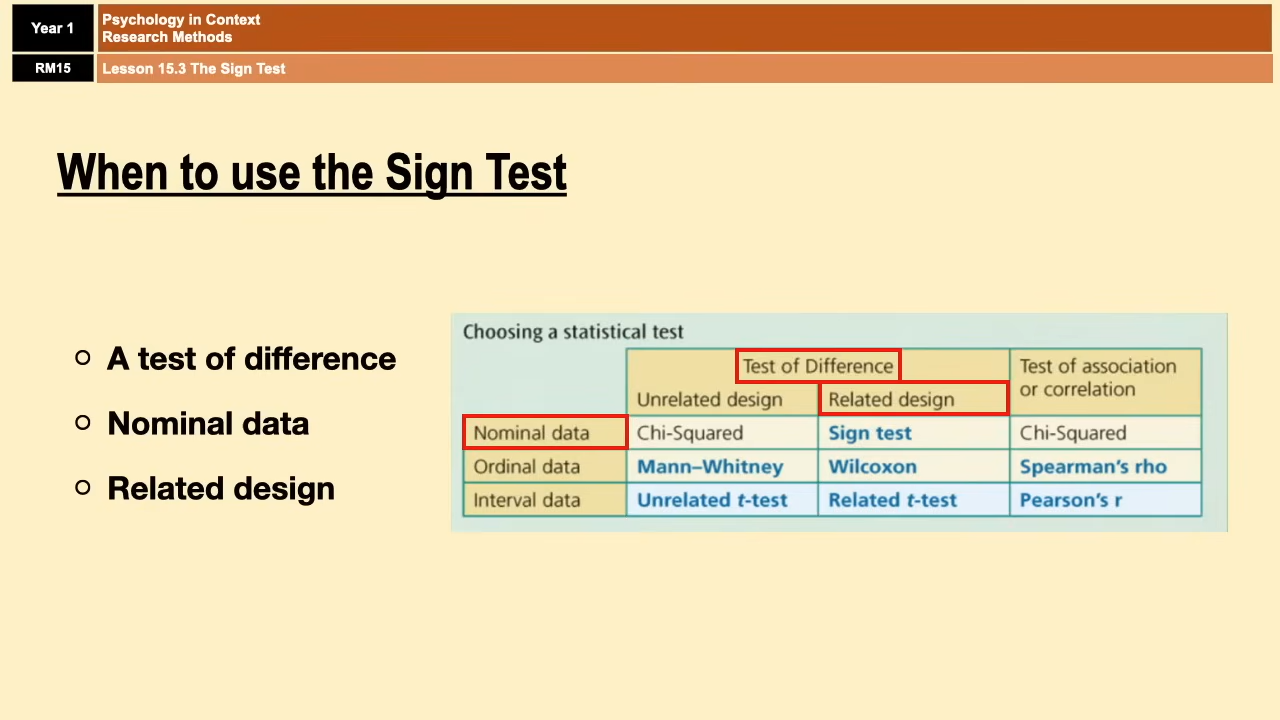 Year 1
Psychology in Context
Research Methods
RM15
Lesson 15.3 The Sign Test
When to use the Sign Test
A test of difference
Nominal data
Related design
Choosing a statistical test
Test of Difference
Test of association
or correlation
Unrelated design
Related design
Nominal data
Chi-Squared
Sign test
Chi-Squared
Ordinal data
Mann–Whitney
Wilcoxon
Spearman's rho
Interval data
Unrelated t-test
Related t-test
Pearson's r